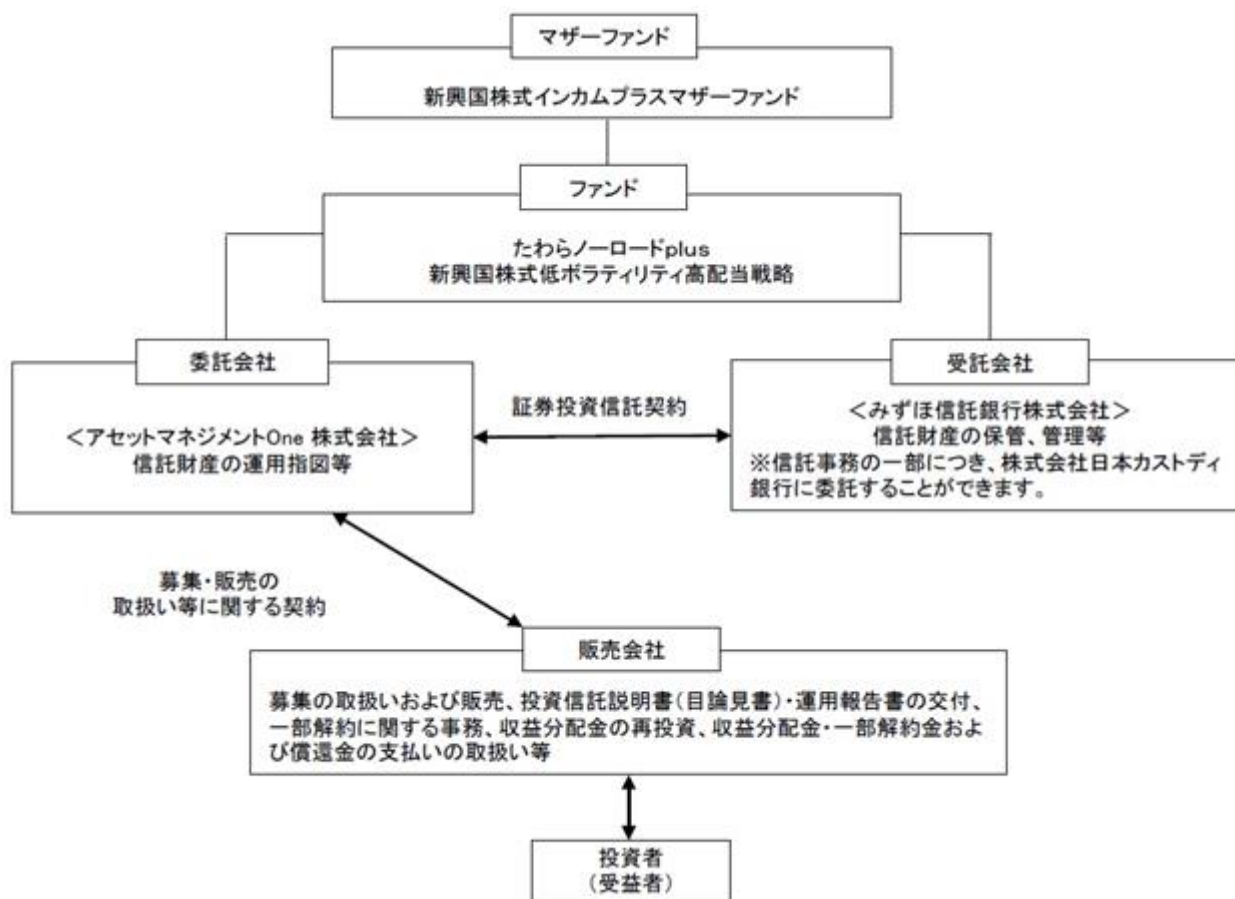 マザーファンド
新興国株式インカムプラスマザーファンド
ファンド
たわらノーロードplus
新興国株式低ボラティリティ高配当戦略
委託会社
＜アセットマネジメントOne 株式会社＞
信託財産の運用指図等
証券投資信託契約
受託会社
＜みずほ信託銀行株式会社＞
信託財産の保管、管理等
※信託事務の一部につき、株式会社日本カストディ
銀行に委託することができます。
募集・販売の
取扱い等に関する契約
販売会社
募集の取扱いおよび販売、投資信託説明書（目論見書）・運用報告書の交付、
一部解約に関する事務、収益分配金の再投資、収益分配金・一部解約金およ
び償還金の支払いの取扱い等
投資者
（受益者）